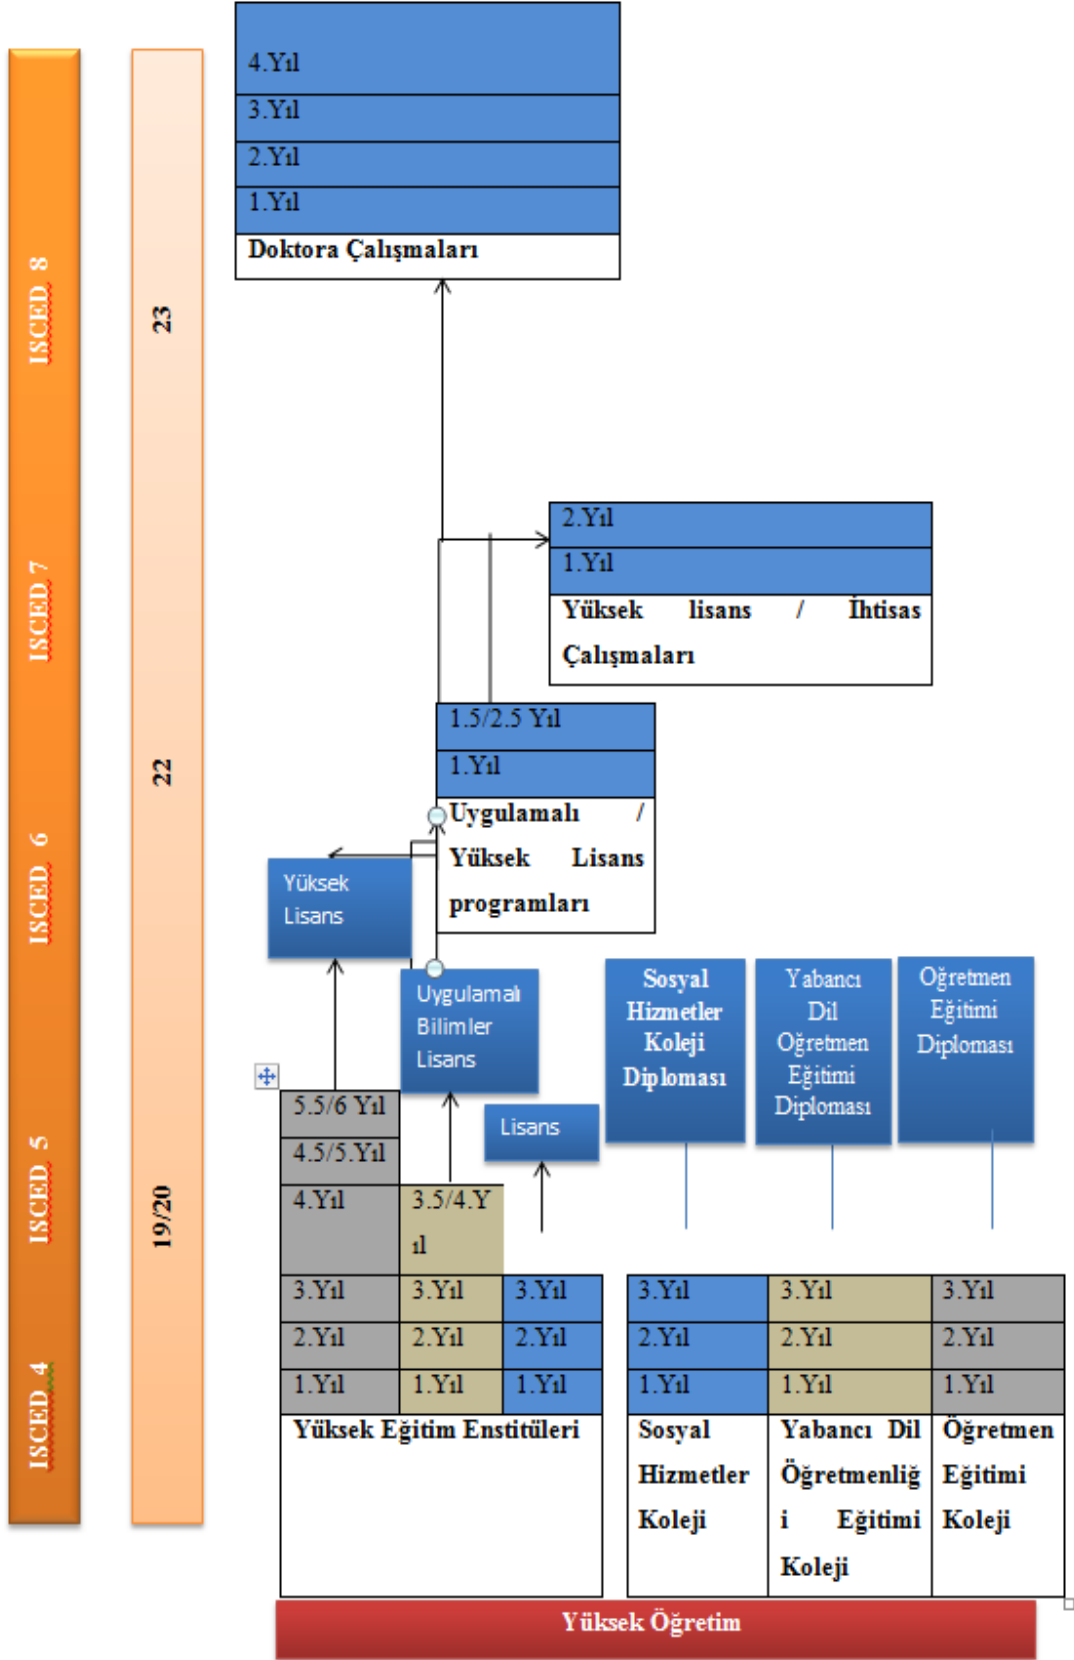 4.Yıl
3.Yıl
2.Yıl
1.Yıl
Doktora Çalışmaları
ISCED 8
23
2.Yıl
1.Yıl
Yüksek lisans / İhtisas
Çalışmaları
ISCED 7
1.5/2.5 Yıl
1.Yıl
Uygulamalı /
Yüksek Lisans
programları
22
ISCED 6
Yüksek
Lisans
Uygulamalı
Bilimler
Lisans
Lisans
Sosyal
Hizmetler
Koleji
Diploması
Yabancı
Dil
Oğretmen
Eğitimi
Diploması
Oğretmen
Eğitimi
Diploması
ISCED 5
19/20
5.5/6 Yıl
4.5/5.Yıl
4.Yıl
3.5/4.Y
ıl
3.Yıl 3.Yıl 3.Yıl
2.Yıl 2.Yıl 2.Yıl
1.Yıl 1.Yıl 1.Yıl
Yüksek Eğitim Enstitüleri
3.Yıl 3.Yıl 3.Yıl
2.Yıl 2.Yıl 2.Yıl
1.Yıl 1.Yıl 1.Yıl
Sosyal
Hizmetler
Koleji
Yabancı Dil
Öğretmenliğ
i Eğitimi
Koleji
Öğretmen
Eğitimi
Koleji
ISCED 4
Yüksek Öğretim